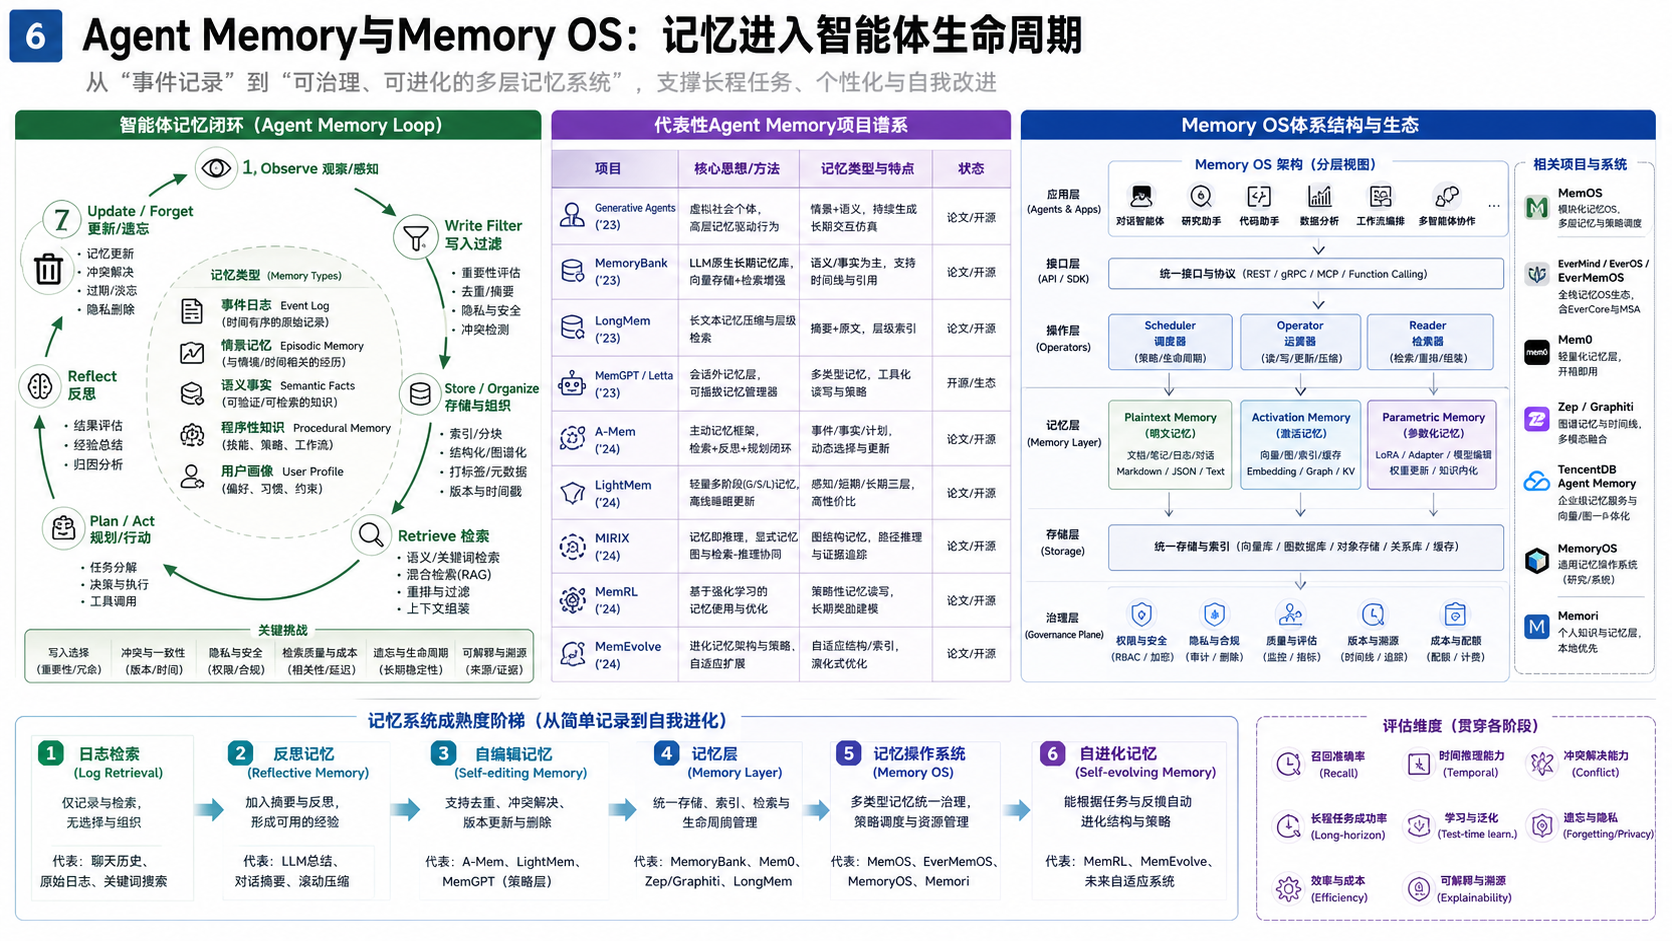 6
Agent Memory与Memory OS：记忆进入智能体生命周期
从“事件记录”到“可治理、可进化的多层记忆系统”，支撑长程任务、个性化与自我改进
智能体记忆闭环（Agent Memory Loop）
1, Observe 观察/感知
Write Filter
写入过滤
• 重要性评估
• 去重/摘要
• 隐私与安全
• 冲突检测
Store / Organize
存储与组织
• 索引/分块
• 结构化/图谱化
• 打标签/元数据
• 版本与时间戳
Retrieve 检索
• 语义/关键词检索
• 混合检索(RAG)
• 重排与过滤
• 上下文组装
Plan / Act
规划/行动
• 任务分解
• 决策与执行
• 工具调用
Reflect
反思
• 结果评估
• 经验总结
• 归因分析
7
Update / Forget
更新/遗忘
• 记忆更新
• 冲突解决
• 过期/淡忘
• 隐私删除
记忆类型 (Memory Types)
事件日志 Event Log
(时间有序的原始记录)
情景记忆 Episodic Memory
(与情境/时间相关的经历)
语义事实 Semantic Facts
(可验证/可检索的知识)
程序性知识 Procedural Memory
(技能、策略、工作流)
用户画像 User Profile
(偏好、习惯、约束)
关键挑战
写入选择
(重要性/冗余)
冲突与一致性
(版本/时间)
隐私与安全
(权限/合规)
检索质量与成本
(相关性/延迟)
遗忘与生命周期
(长期稳定性)
可解释与溯源
(来源/证据)
代表性Agent Memory项目谱系
项目 核心思想/方法 记忆类型与特点 状态
Generative Agents
('23)
虚拟社会个体，
高层记忆驱动行为
情景+语义，持续生成
长期交互仿真
论文/开源
MemoryBank
('23)
LLM原生长期记忆库，
向量存储+检索增强
语义/事实为主，支持
时间线与引用
论文/开源
LongMem
('23)
长文本记忆压缩与层级
检索
摘要+原文，层级索引
论文/开源
MemGPT / Letta
('23)
会话外记忆层，
可插拔记忆管理器
多类型记忆，工具化
读写与策略
开源/生态
A-Mem
('24)
主动记忆框架，
检索+反思+规划闭环
事件/事实/计划，
动态选择与更新
论文/开源
LightMem
('24)
轻量多阶段(G/S/L)记忆，
离线睡眠更新
感知/短期/长期三层，
高性价比
论文/开源
MIRIX
('24)
记忆即推理，显式记忆
图与检索-推理协同
图结构记忆，路径推理
与证据追踪
论文/开源
MemRL
('24)
基于强化学习的
记忆使用与优化
策略性记忆读写，
长期奖励建模
论文/开源
MemEvolve
('24)
进化记忆架构与策略，
自适应扩展
自适应结构/索引，
演化式优化
论文/开源
Memory OS体系结构与生态
Memory OS 架构（分层视图）
应用层
(Agents & Apps)
对话智能体 研究助手 代码助手 数据分析 工作流编排 多智能体协作 …
接口层
(API / SDK)
统一接口与协议（REST / gRPC / MCP / Function Calling）
操作层
(Operators)
Scheduler
调度器
(策略/生命周期)
Operator
运算器
(读/写/更新/压缩)
Reader
检索器
(检索/重排/组装)
记忆层
(Memory Layer)
Plaintext Memory
(明文记忆)
文档/笔记/日志/对话
Markdown / JSON / Text
Activation Memory
(激活记忆)
向量/图/索引/缓存
Embedding / Graph / KV
Parametric Memory
(参数化记忆)
LoRA / Adapter / 模型编辑
权重更新 / 知识内化
存储层
(Storage)
统一存储与索引（向量库 / 图数据库 / 对象存储 / 关系库 / 缓存）
治理层
(Governance Plane)
权限与安全
(RBAC / 加密)
隐私与合规
(审计 / 删除)
质量与评估
(监控 / 指标)
版本与溯源
(时间线 / 追踪)
成本与配额
(配额 / 计费)
相关项目与系统
MemOS
模块化记忆OS,
多层记忆与策略调度
EverMind / EverOS /
EverMemOS
全栈记忆OS生态，
含EverCore与MSA
mem0
Mem0
轻量化记忆层，
开箱即用
Zep / Graphiti
图谱记忆与时间线，
多模态融合
TencentDB
Agent Memory
企业级记忆服务与
向量/图一体化
MemoryOS
通用记忆操作系统
（研究/系统）
M
Memori
个人知识与记忆层，
本地优先
记忆系统成熟度阶梯（从简单记录到自我进化）
1 日志检索
(Log Retrieval)
仅记录与检索，
无选择与组织
代表：聊天历史、
原始日志、关键词搜索
2 反思记忆
(Reflective Memory)
加入摘要与反思，
形成可用的经验
代表：LLM总结、
对话摘要、滚动压缩
3 自编辑记忆
(Self-editing Memory)
支持去重、冲突解决、
版本更新与删除
代表：A-Mem、LightMem、
MemGPT（策略层）
4 记忆层
(Memory Layer)
统一存储、索引、检索与
生命周期管理
代表：MemoryBank、Mem0、
Zep/Graphiti、LongMem
5 记忆操作系统
(Memory OS)
多类型记忆统一治理，
策略调度与资源管理
代表：MemOS、EverMemOS、
MemoryOS、Memori
6 自进化记忆
(Self-evolving Memory)
能根据任务与反馈自动
进化结构与策略
代表：MemRL、MemEvolve、
未来自适应系统
评估维度（贯穿各阶段）
召回准确率
(Recall)
时间推理能力
(Temporal)
冲突解决能力
(Conflict)
长程任务成功率
(Long-horizon)
学习与泛化
(Test-time learn.)
遗忘与隐私
(Forgetting/Privacy)
效率与成本
(Efficiency)
可解释与溯源
(Explainability)